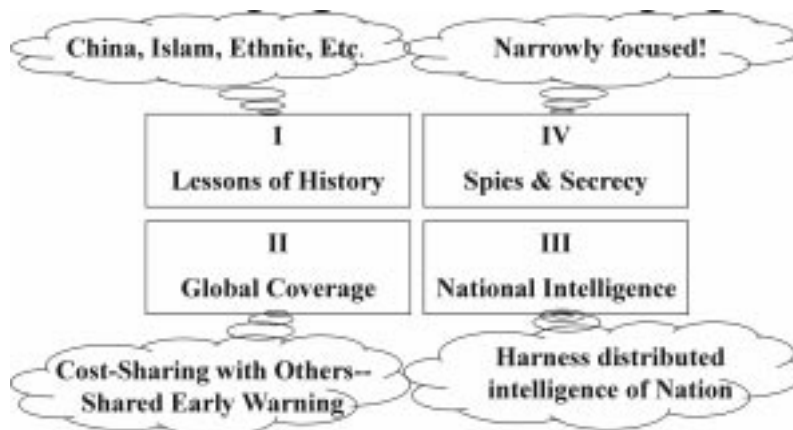 China, Islam, Ethnic, Etc.
Narrowly focused!
I
Lessons of History
IV
Spies & Secrecy
II
Global Coverage
III
National Intelligence
Cost-Sharing with Others--
Shared Early Warning
Harness distributed
intelligence of Nation